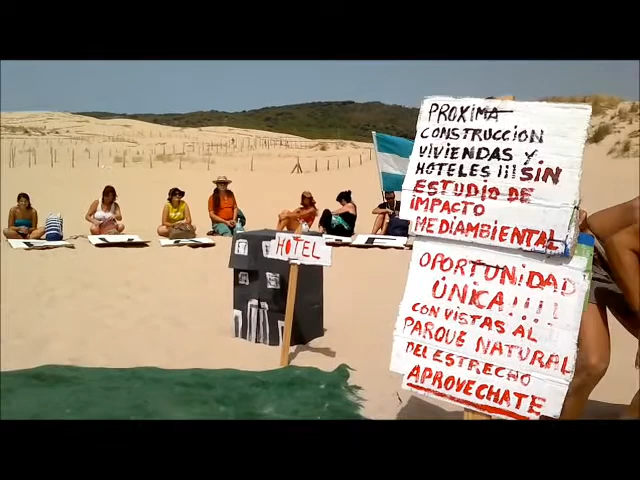 HOTEL
PROXIMA
CONSTRUCCION
VIVIENDAS Y
HOTELES ¡¡¡ SIN
ESTUDIO DE
IMPACTO
MEDIAMBIENTAL
OPORTUNIDAD
ÚNICA!!!!
CON VISTAS AL
PARQUE NATURAL
DEL ESTRECHO
APROVECHATE